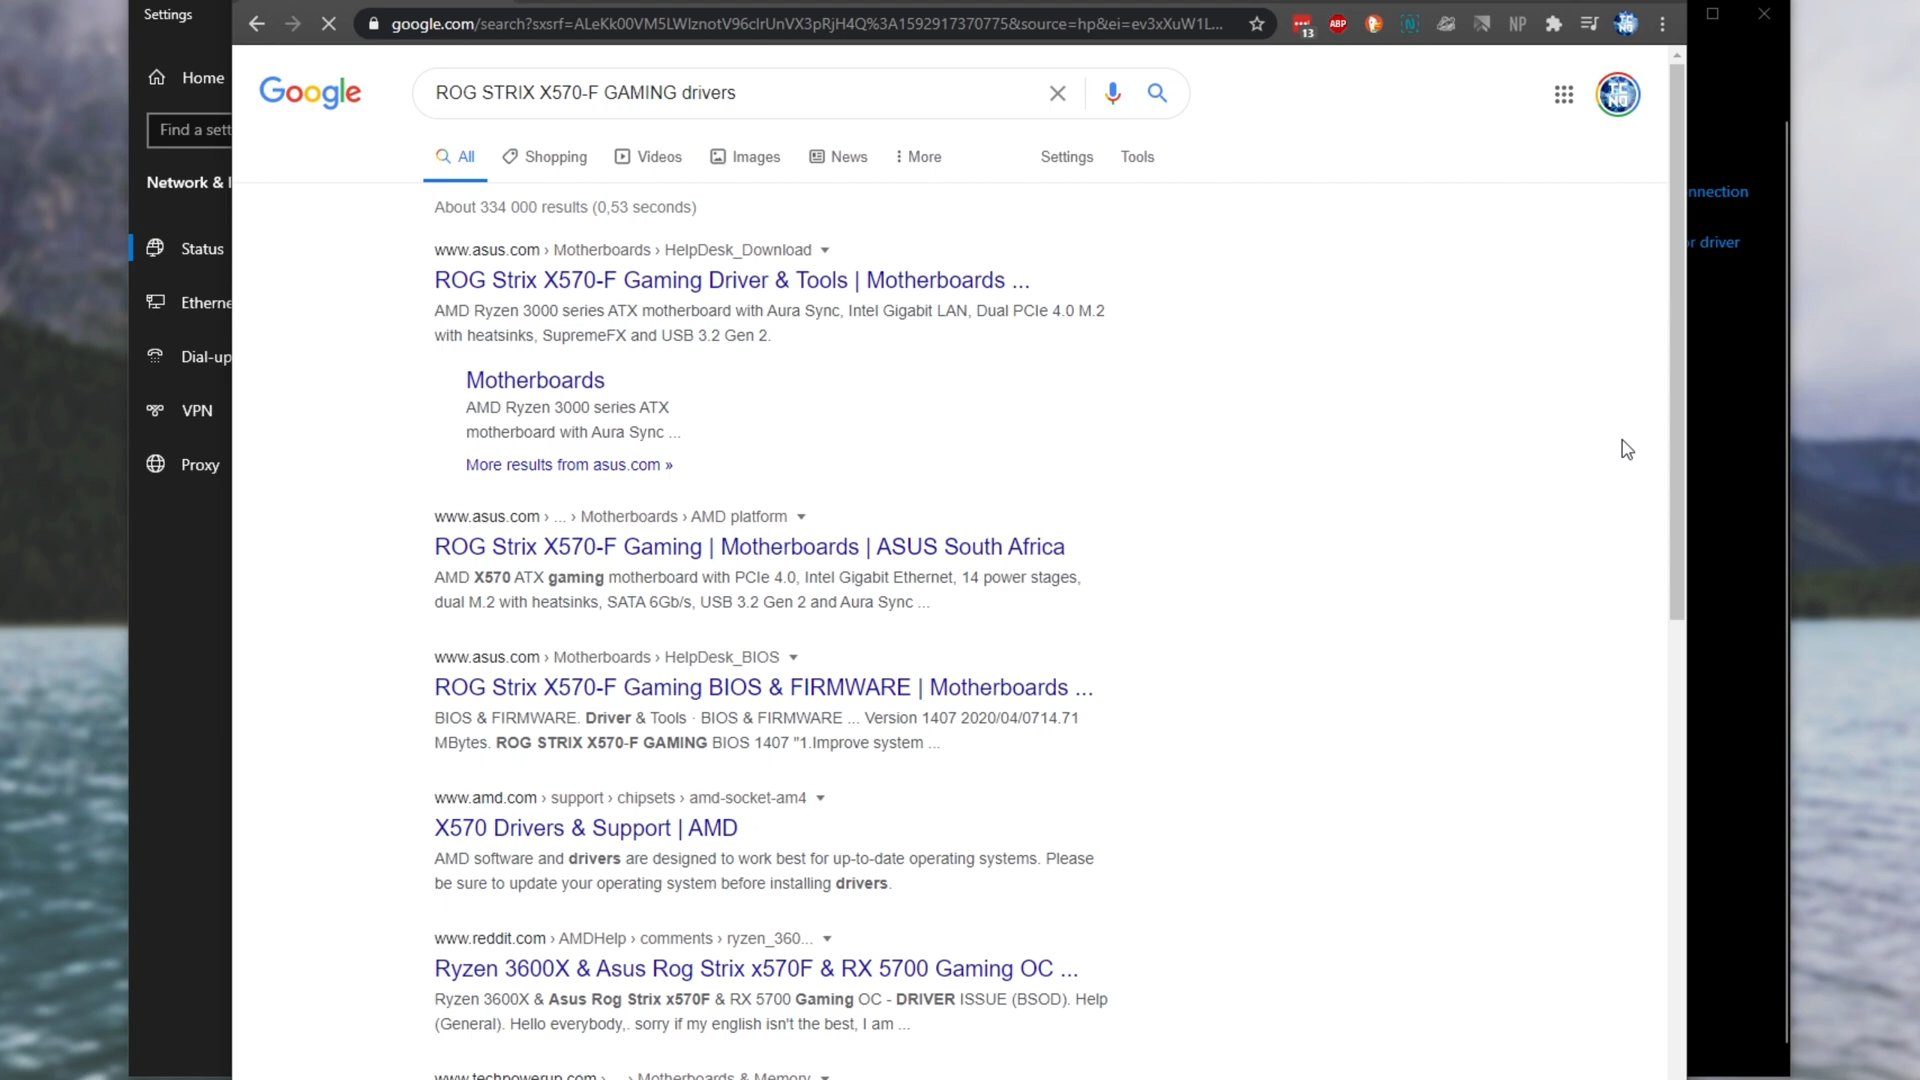 Settings
google.com/search?sxsrf=ALeKk00VM5LWIznotV96clrUnVX3pRjH4Q%3A1592917370775&source=hp&ei=ev3xXuW1L...
13
ABP
N
NP
Home
Google
ROG STRIX X570-F GAMING drivers
TC
NO
Find a sett
All
Shopping
Videos
Images
News
More
Settings
Tools
Network & I
nnection
About 334 000 results (0,53 seconds)
Status
www.asus.com › Motherboards › HelpDesk_Download
or driver
ROG Strix X570-F Gaming Driver & Tools | Motherboards ...
Etherne
AMD Ryzen 3000 series ATX motherboard with Aura Sync, Intel Gigabit LAN, Dual PCIe 4.0 M.2
with heatsinks, SupremeFX and USB 3.2 Gen 2.
Dial-up
Motherboards
AMD Ryzen 3000 series ATX
VPN
motherboard with Aura Sync ...
Proxy
More results from asus.com »
www.asus.com › ... › Motherboards › AMD platform
ROG Strix X570-F Gaming | Motherboards | ASUS South Africa
AMD X570 ATX gaming motherboard with PCIe 4.0, Intel Gigabit Ethernet, 14 power stages,
dual M.2 with heatsinks, SATA 6Gb/s, USB 3.2 Gen 2 and Aura Sync ...
www.asus.com › Motherboards › HelpDesk_BIOS
ROG Strix X570-F Gaming BIOS & FIRMWARE | Motherboards ...
BIOS & FIRMWARE. Driver & Tools · BIOS & FIRMWARE ... Version 1407 2020/04/0714.71
MBytes. ROG STRIX X570-F GAMING BIOS 1407 "1.Improve system ...
www.amd.com › support › chipsets › amd-socket-am4
X570 Drivers & Support | AMD
AMD software and drivers are designed to work best for up-to-date operating systems. Please
be sure to update your operating system before installing drivers.
www.reddit.com › AMDHelp › comments › ryzen_360...
Ryzen 3600X & Asus Rog Strix x570F & RX 5700 Gaming OC ...
Ryzen 3600X & Asus Rog Strix x570F & RX 5700 Gaming OC - DRIVER ISSUE (BSOD). Help
(General). Hello everybody,. sorry if my english isn't the best, I am ...
www.techpowerup.com › ... › Motherboards & Memory